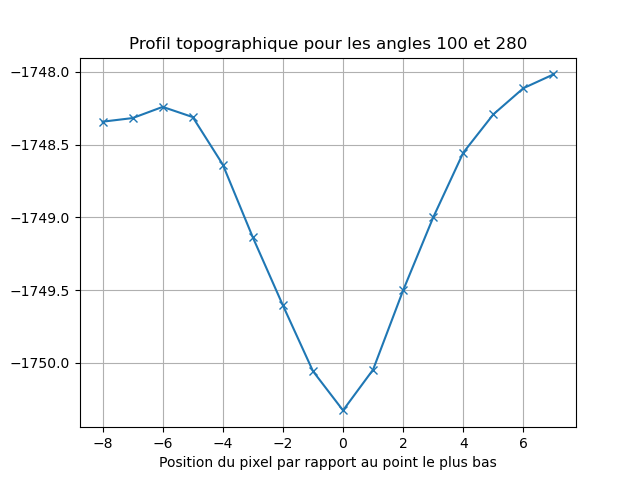 Profil topographique pour les angles 100 et 280
−1748.0
−1748.5
−1749.0
−1749.5
−1750.0
−8 −6 −4 −2 0 2 4 6
Position du pixel par rapport au point le plus bas